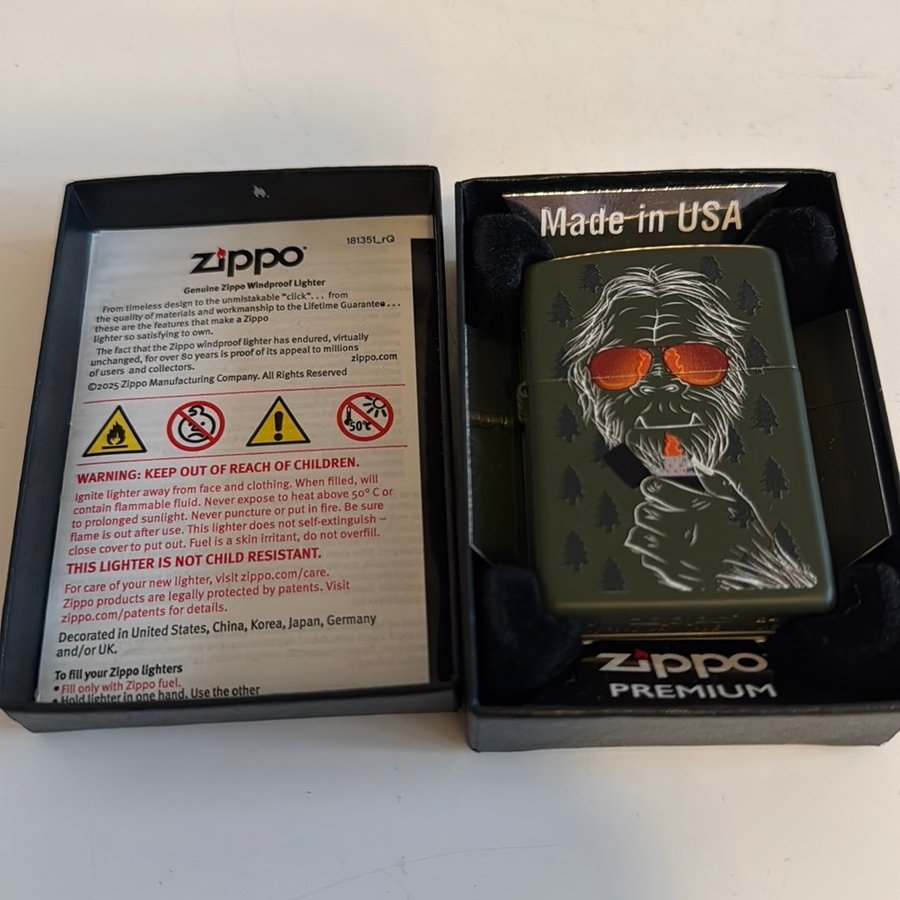 181351_rQ
zippo
Genuine Zippo Windproof Lighter
From timeless design to the unmistakable "click"... from
the quality of materials and workmanship to the Lifetime Guarantee...
these are the features that make a Zippo
lighter so satisfying to own.
The fact that the Zippo windproof lighter has endured, virtually
unchanged, for over 80 years is proof of its appeal to millions
of users and collectors.
zippo.com
©2025 Zippo Manufacturing Company. All Rights Reserved
50°C
WARNING: KEEP OUT OF REACH OF CHILDREN.
Ignite lighter away from face and clothing. When filled, will
contain flammable fluid. Never expose to heat above 50° C or
to prolonged sunlight. Never puncture or put in fire. Be sure
flame is out after use. This lighter does not self-extinguish –
close cover to put out. Fuel is a skin irritant, do not overfill.
THIS LIGHTER IS NOT CHILD RESISTANT.
For care of your new lighter, visit zippo.com/care.
Zippo products are legally protected by patents. Visit
zippo.com/patents for details.
Decorated in United States, China, Korea, Japan, Germany
and/or UK.
To fill your Zippo lighters
• Fill only with Zippo fuel.
• Hold lighter in one hand. Use the other
Made in USA
zippo
PREMIUM